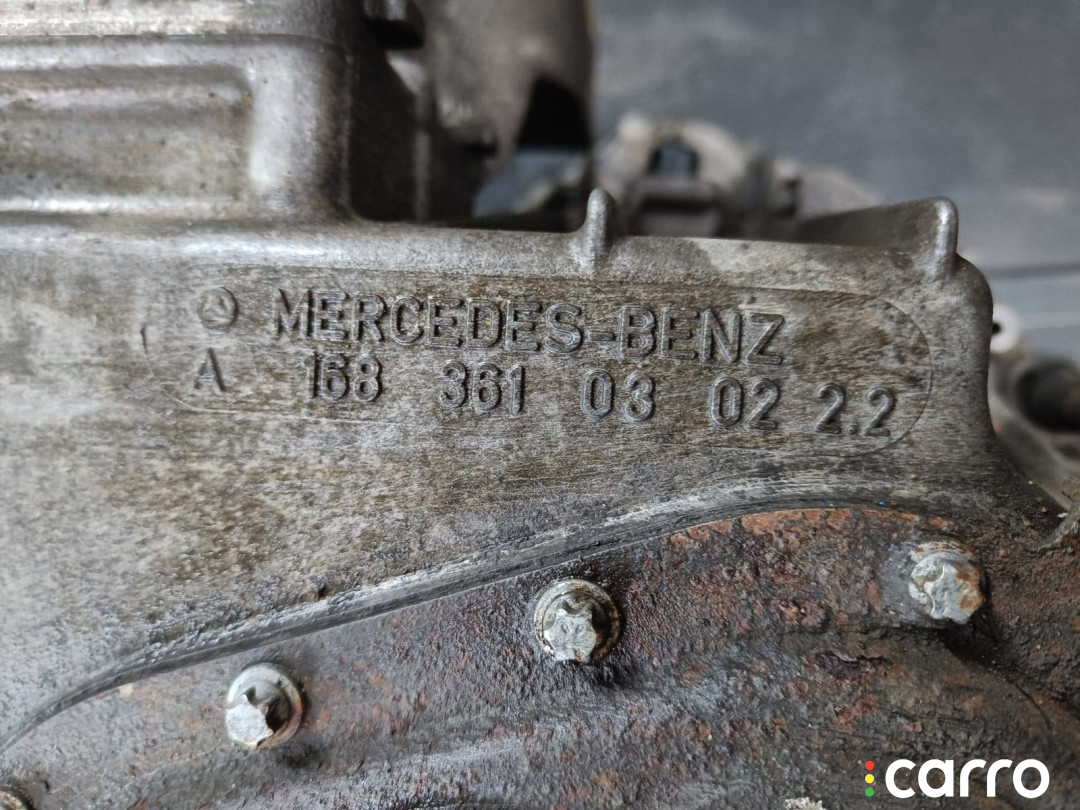 MERCEDES-BENZ
A 168 361 03 02 2.2
carro